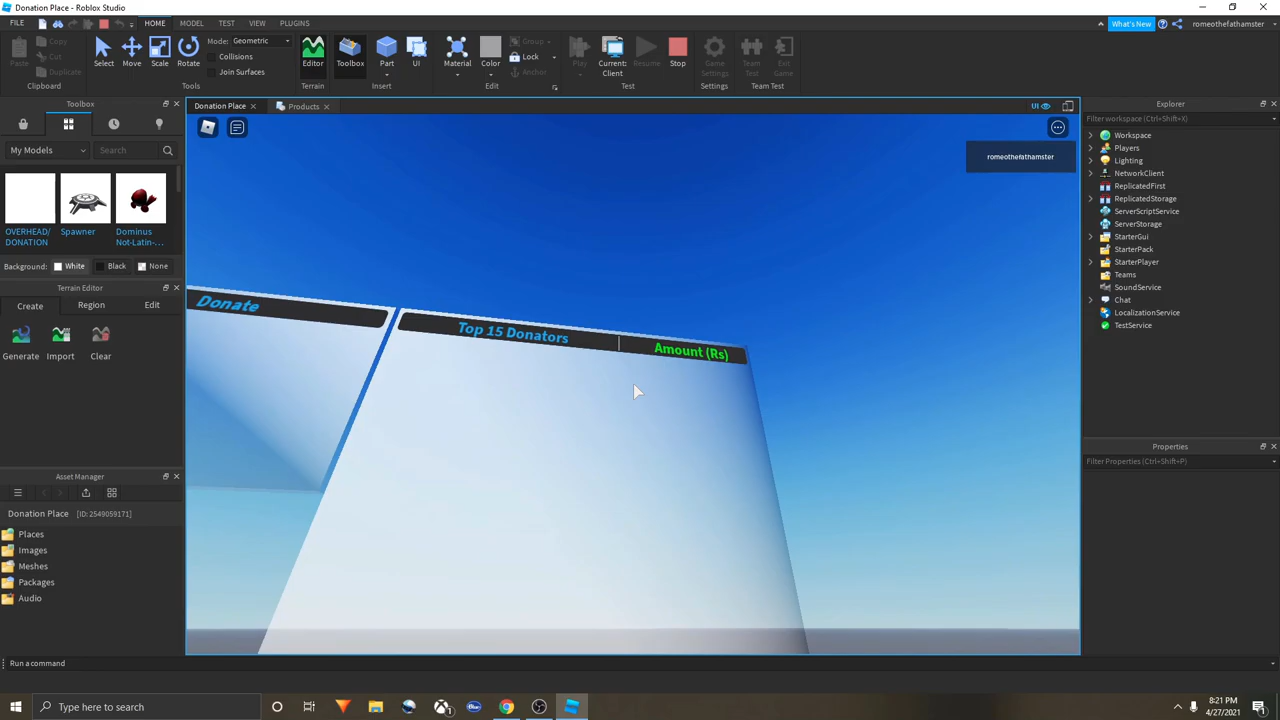 Donation Place - Roblox Studio
FILE
HOME
MODEL
TEST
VIEW
PLUGINS
What's New
romeothefathamster
Paste
Copy
Cut
Duplicate
Clipboard
Select
Move
Scale
Rotate
Mode: Geometric
Collisions
Join Surfaces
Tools
Editor
Terrain
Toolbox
Part
UI
Insert
Material
Color
Group
Lock
Anchor
Edit
Play
Current:
Client
Resume
Stop
Test
Game
Settings
Settings
Team
Test
Exit
Game
Team Test
Toolbox
My Models
Search
OVERHEAD/
DONATION
Spawner
Dominus
Not-Latin-...
Background:
White
Black
None
Terrain Editor
Create
Region
Edit
Generate
Import
Clear
Asset Manager
Donation Place [ID: 2549059171]
Places
Images
Meshes
Packages
Audio
Donation Place
Products
UI
romeothefathamster
Donate
Top 15 Donators
Amount (Rs)
Explorer
Filter workspace (Ctrl+Shift+X)
Workspace
Players
Lighting
NetworkClient
ReplicatedFirst
ReplicatedStorage
ServerScriptService
ServerStorage
StarterGui
StarterPack
StarterPlayer
Teams
SoundService
Chat
LocalizationService
TestService
Properties
Filter Properties (Ctrl+Shift+P)
Run a command
Type here to search
8:21 PM
4/27/2021